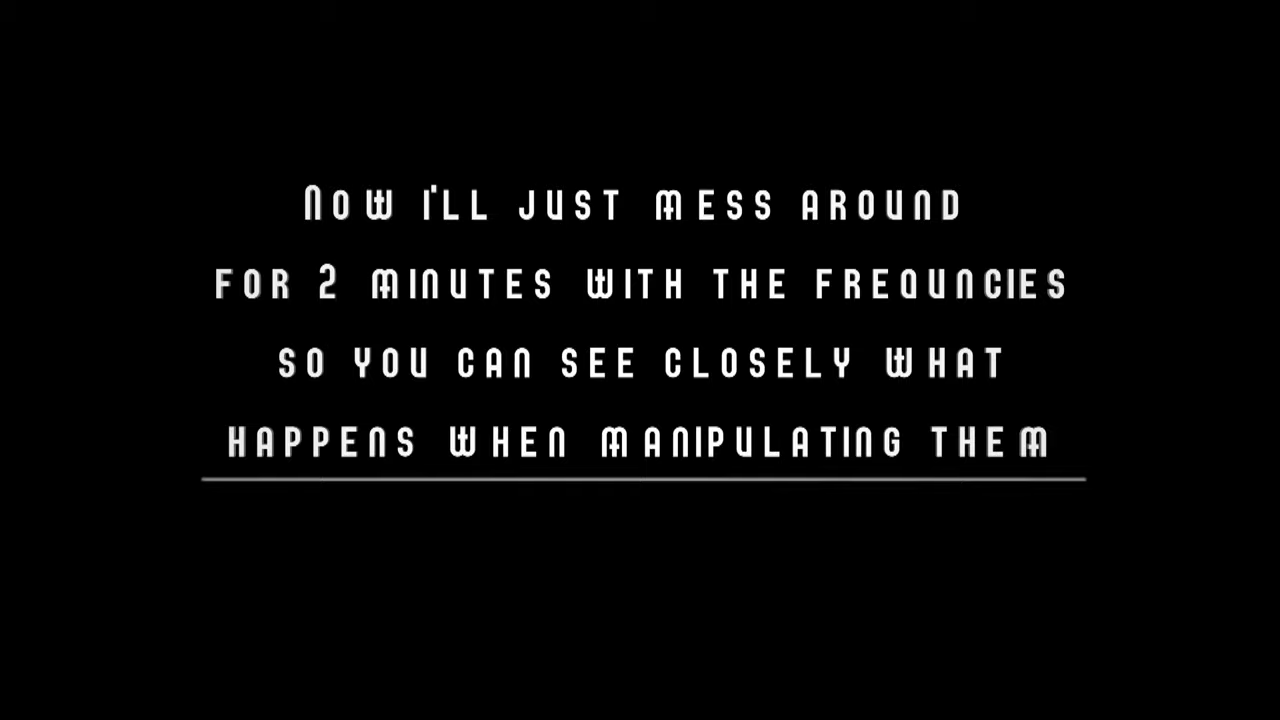 Now I'll just mess around
for 2 minutes with the frequncies
so you can see closely what
happens when manipulating them